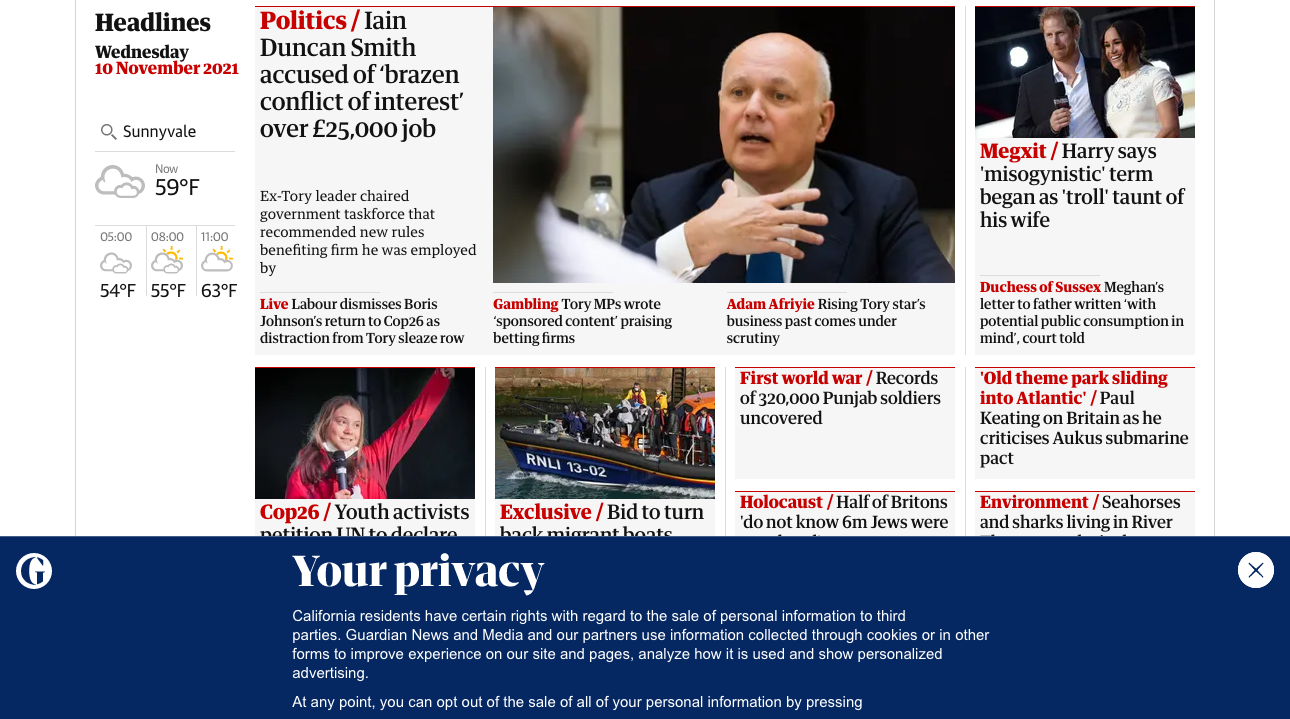 Headlines
Wednesday
10 November 2021
Sunnyvale
Now
59°F
05:00
08:00
11:00
54°F
55°F
63°F
Politics / Iain
Duncan Smith
accused of ‘brazen
conflict of interest’
over £25,000 job
Ex-Tory leader chaired
government taskforce that
recommended new rules
benefiting firm he was employed
by
Live Labour dismisses Boris
Johnson’s return to Cop26 as
distraction from Tory sleaze row
Gambling Tory MPs wrote
‘sponsored content’ praising
betting firms
Adam Afriyie Rising Tory star’s
business past comes under
scrutiny
Megxit / Harry says
'misogynistic' term
began as 'troll' taunt of
his wife
Duchess of Sussex Meghan’s
letter to father written ‘with
potential public consumption in
mind’, court told
Cop26 / Youth activists
petition UN to declare
RNLI 13-02
Exclusive / Bid to turn
back migrant boats
First world war / Records
of 320,000 Punjab soldiers
uncovered
'Old theme park sliding
into Atlantic' / Paul
Keating on Britain as he
criticises Aukus submarine
pact
Holocaust / Half of Britons
'do not know 6m Jews were
Environment / Seahorses
and sharks living in River
G
Your privacy
California residents have certain rights with regard to the sale of personal information to third
parties. Guardian News and Media and our partners use information collected through cookies or in other
forms to improve experience on our site and pages, analyze how it is used and show personalized
advertising.
At any point, you can opt out of the sale of all of your personal information by pressing